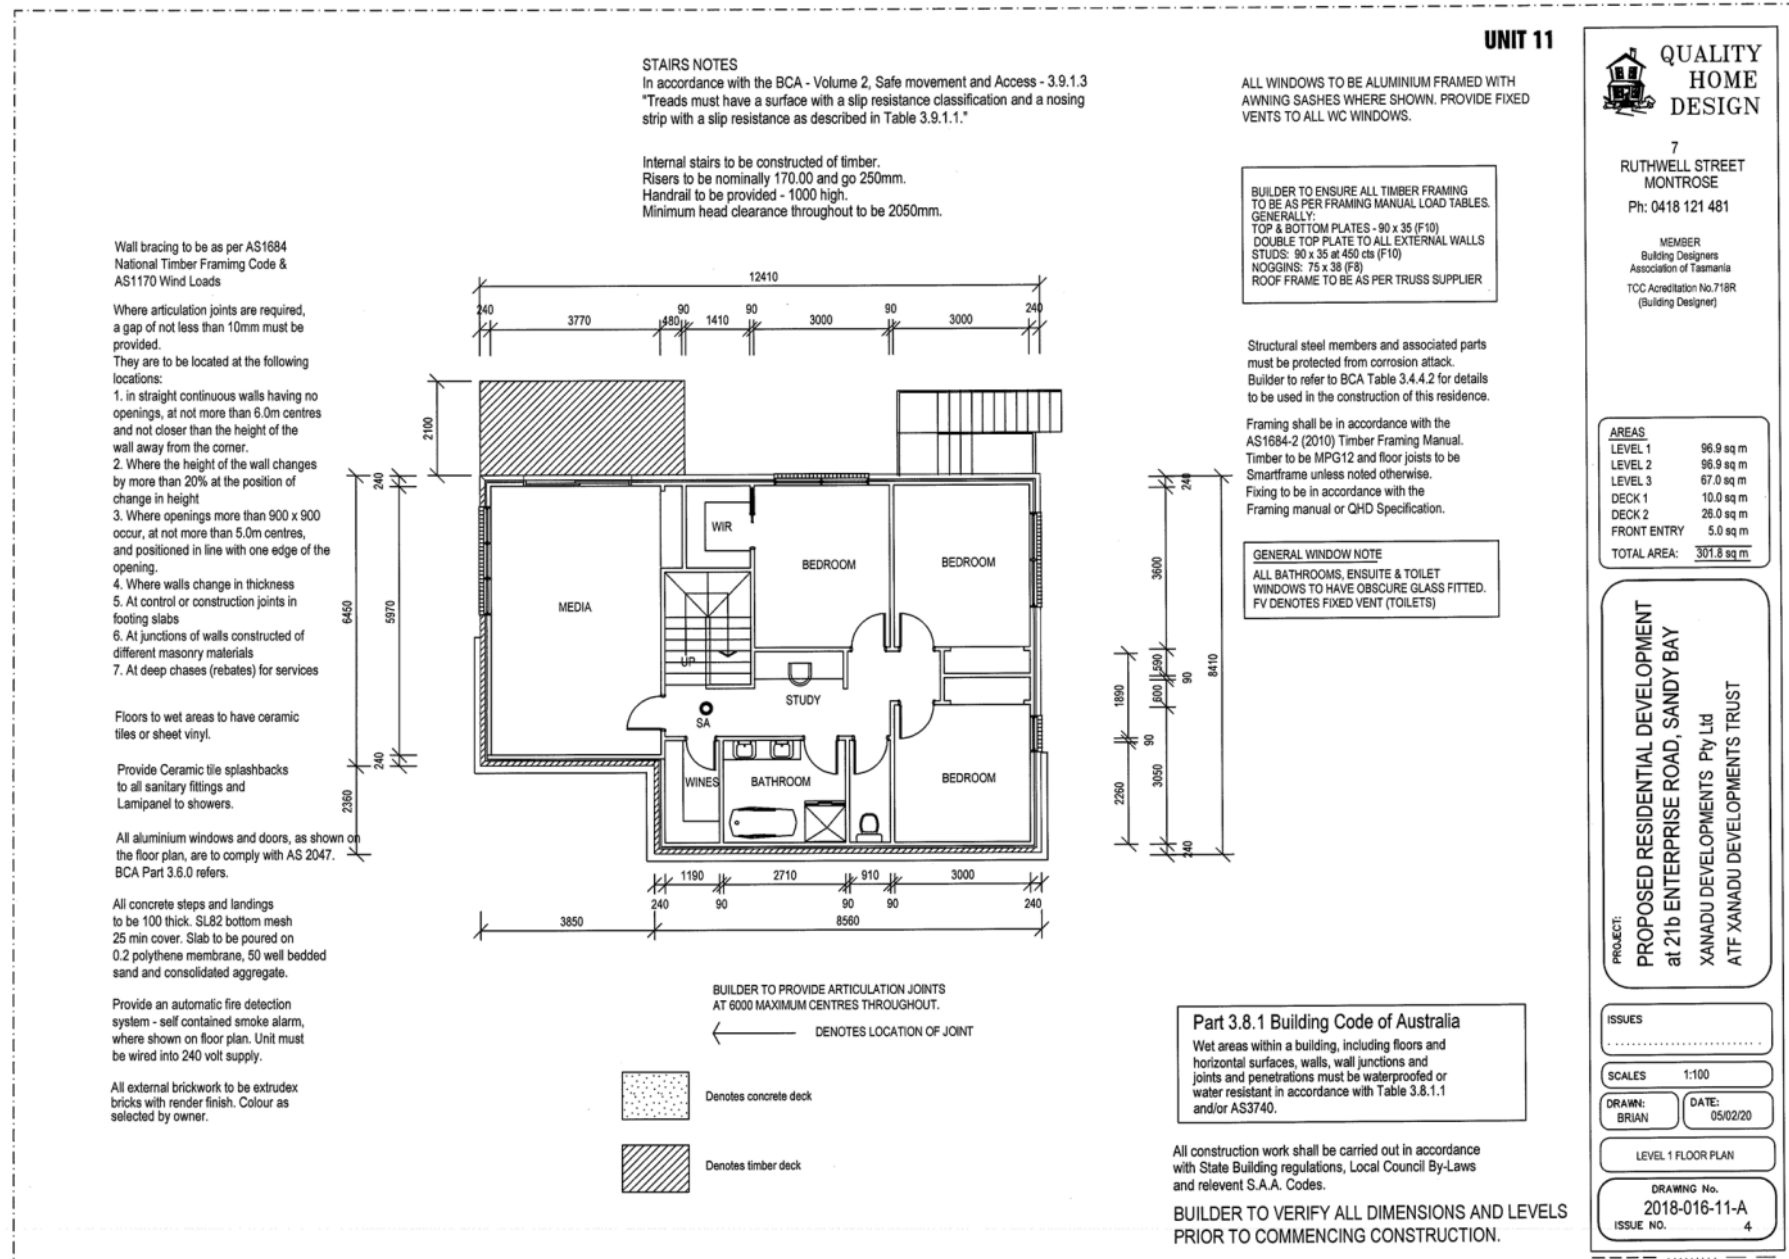 UNIT 11
STAIRS NOTES
In accordance with the BCA - Volume 2, Safe movement and Access - 3.9.1.3
"Treads must have a surface with a slip resistance classification and a nosing
strip with a slip resistance as described in Table 3.9.1.1."
Internal stairs to be constructed of timber.
Risers to be nominally 170.00 and go 250mm.
Handrail to be provided - 1000 high.
Minimum head clearance throughout to be 2050mm.
Wall bracing to be as per AS1684
National Timber Framimg Code &
AS1170 Wind Loads
Where articulation joints are required,
a gap of not less than 10mm must be
provided.
They are to be located at the following
locations:
1. in straight continuous walls having no
openings, at not more than 6.0m centres
and not closer than the height of the
wall away from the corner.
2. Where the height of the wall changes
by more than 20% at the position of
change in height
3. Where openings more than 900 x 900
occur, at not more than 5.0m centres,
and positioned in line with one edge of the
opening.
4. Where walls change in thickness
5. At control or construction joints in
footing slabs
6. At junctions of walls constructed of
different masonry materials
7. At deep chases (rebates) for services
Floors to wet areas to have ceramic
tiles or sheet vinyl.
Provide Ceramic tile splashbacks
to all sanitary fittings and
Lamipanel to showers.
All aluminium windows and doors, as shown on
the floor plan, are to comply with AS 2047.
BCA Part 3.6.0 refers.
All concrete steps and landings
to be 100 thick. SL82 bottom mesh
25 min cover. Slab to be poured on
0.2 polythene membrane, 50 well bedded
sand and consolidated aggregate.
Provide an automatic fire detection
system - self contained smoke alarm,
where shown on floor plan. Unit must
be wired into 240 volt supply.
All external brickwork to be extrudex
bricks with render finish. Colour as
selected by owner.
12410
240 3770 480 90 1410 90 3000 90 3000 240
2100
240
6450
5970
240
2360
WIR
BEDROOM
BEDROOM
MEDIA
UP
STUDY
SA
WINES
BATHROOM
BEDROOM
240
3600
590
90
8410
1890
600
90
3050
2260
240
1190 2710 910 3000
240 90 90 90 240
3850 8560
BUILDER TO PROVIDE ARTICULATION JOINTS
AT 6000 MAXIMUM CENTRES THROUGHOUT.
DENOTES LOCATION OF JOINT
Denotes concrete deck
Denotes timber deck
ALL WINDOWS TO BE ALUMINIUM FRAMED WITH
AWNING SASHES WHERE SHOWN. PROVIDE FIXED
VENTS TO ALL WC WINDOWS.
BUILDER TO ENSURE ALL TIMBER FRAMING
TO BE AS PER FRAMING MANUAL LOAD TABLES.
GENERALLY:
TOP & BOTTOM PLATES - 90 x 35 (F10)
DOUBLE TOP PLATE TO ALL EXTERNAL WALLS
STUDS: 90 x 35 at 450 cts (F10)
NOGGINS: 75 x 38 (F8)
ROOF FRAME TO BE AS PER TRUSS SUPPLIER
Structural steel members and associated parts
must be protected from corrosion attack.
Builder to refer to BCA Table 3.4.4.2 for details
to be used in the construction of this residence.
Framing shall be in accordance with the
AS1684-2 (2010) Timber Framing Manual.
Timber to be MPG12 and floor joists to be
Smartframe unless noted otherwise.
Fixing to be in accordance with the
Framing manual or QHD Specification.
GENERAL WINDOW NOTE
ALL BATHROOMS, ENSUITE & TOILET
WINDOWS TO HAVE OBSCURE GLASS FITTED.
FV DENOTES FIXED VENT (TOILETS)
Part 3.8.1 Building Code of Australia
Wet areas within a building, including floors and
horizontal surfaces, walls, wall junctions and
joints and penetrations must be waterproofed or
water resistant in accordance with Table 3.8.1.1
and/or AS3740.
All construction work shall be carried out in accordance
with State Building regulations, Local Council By-Laws
and relevent S.A.A. Codes.
BUILDER TO VERIFY ALL DIMENSIONS AND LEVELS
PRIOR TO COMMENCING CONSTRUCTION.
QUALITY
HOME
DESIGN
7
RUTHWELL STREET
MONTROSE
Ph: 0418 121 481
MEMBER
Building Designers
Association of Tasmania
TCC Acreditation No.718R
(Building Designer)
AREAS
LEVEL 1 96.9 sq m
LEVEL 2 96.9 sq m
LEVEL 3 67.0 sq m
DECK 1 10.0 sq m
DECK 2 26.0 sq m
FRONT ENTRY 5.0 sq m
TOTAL AREA: 301.8 sq m
PROJECT:
PROPOSED RESIDENTIAL DEVELOPMENT
at 21b ENTERPRISE ROAD, SANDY BAY
XANADU DEVELOPMENTS Pty Ltd
ATF XANADU DEVELOPMENTS TRUST
ISSUES
SCALES 1:100
DRAWN:
BRIAN
DATE:
05/02/20
LEVEL 1 FLOOR PLAN
DRAWING No.
2018-016-11-A
ISSUE NO. 4